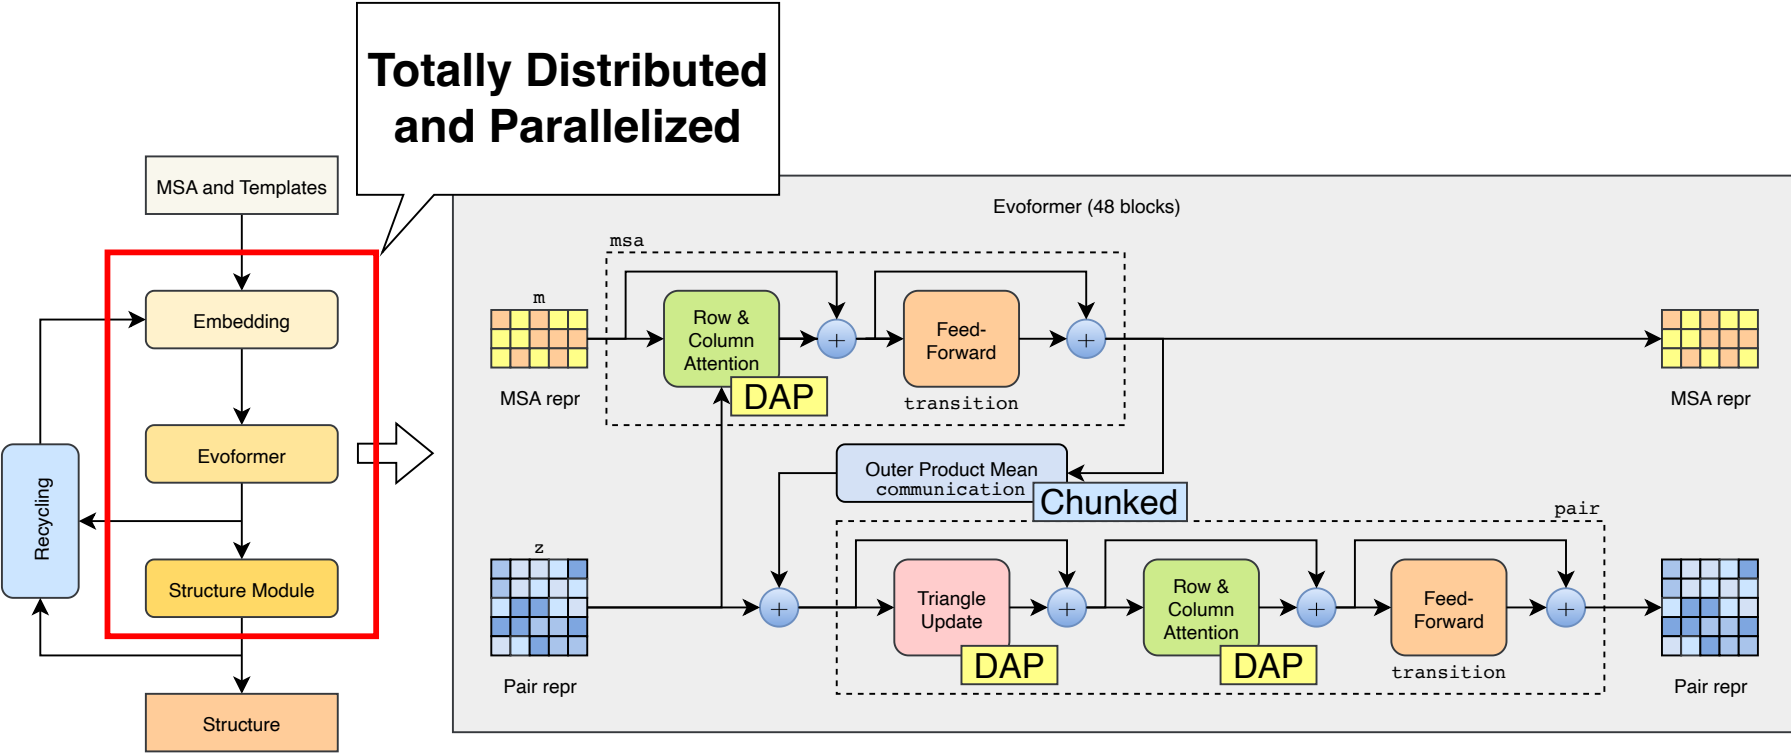 Totally Distributed
and Parallelized
MSA and Templates
Embedding
Evoformer
Recycling
Structure Module
Structure
Evoformer (48 blocks)
msa
m
MSA repr
Row &
Column
Attention
DAP
+
Feed-
Forward
transition
+
MSA repr
Outer Product Mean
communication
Chunked
pair
z
Pair repr
+
Triangle
Update
DAP
+
Row &
Column
Attention
DAP
+
Feed-
Forward
transition
+
Pair repr